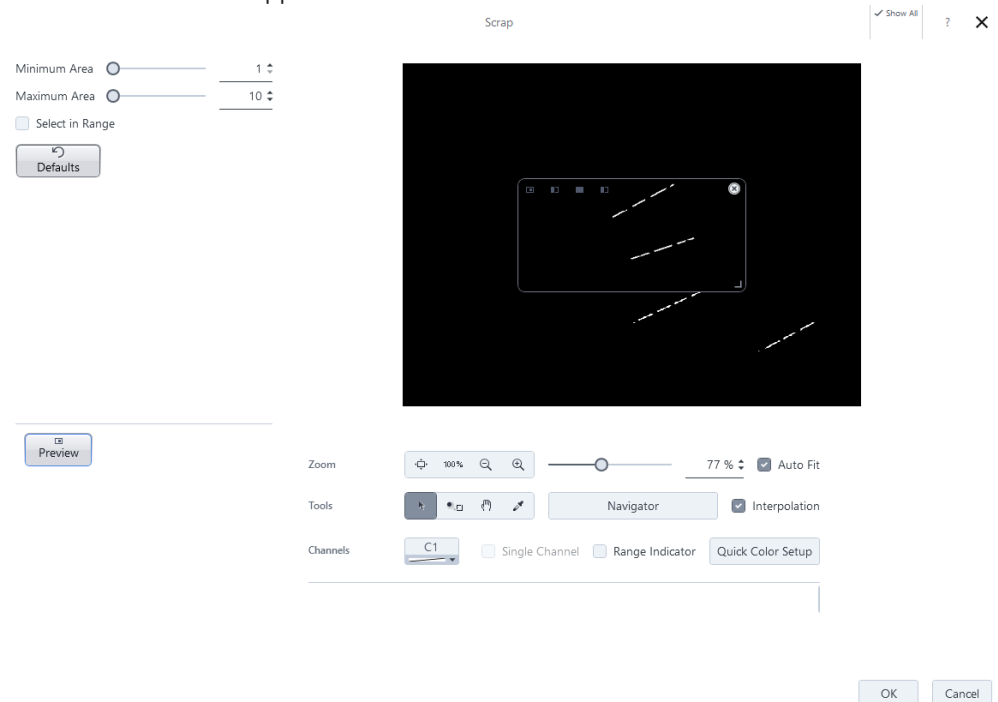 Scrap
✓ Show All
?
Minimum Area 1
Maximum Area 10
Select in Range
Defaults
Preview
Zoom 100% 77 % Auto Fit
Tools Navigator Interpolation
Channels C1 Single Channel Range Indicator Quick Color Setup
OK Cancel